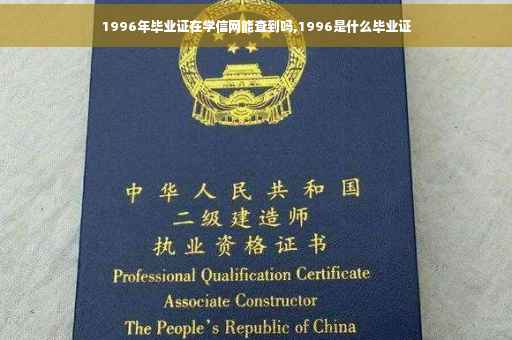 1996年毕业证在学信网能查到吗,1996是什么毕业证
中华人民共和国
二级建造师
执业资格证书
Professional Qualification Certificate
Associate Constructor
The People's Republic of China